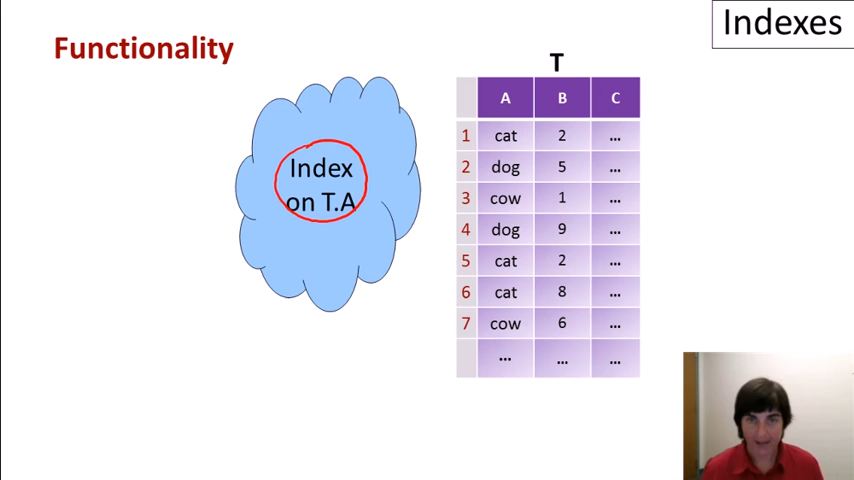 Indexes
Functionality
T
A B C
Index
on T.A
1 cat 2 ...
2 dog 5 ...
3 cow 1 ...
4 dog 9 ...
5 cat 2 ...
6 cat 8 ...
7 cow 6 ...
... ... ...